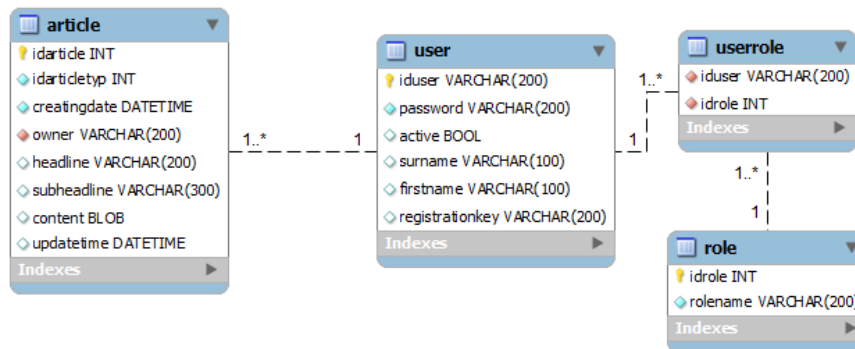 article
idarticle INT
idarticletyp INT
creatingdate DATETIME
owner VARCHAR(200)
headline VARCHAR(200)
subheadline VARCHAR(300)
content BLOB
updatetime DATETIME
Indexes
1..*
1
user
iduser VARCHAR(200)
password VARCHAR(200)
active BOOL
surname VARCHAR(100)
firstname VARCHAR(100)
registrationkey VARCHAR(200)
Indexes
1
1..*
userrole
iduser VARCHAR(200)
idrole INT
Indexes
1..*
1
role
idrole INT
rolename VARCHAR(200)
Indexes